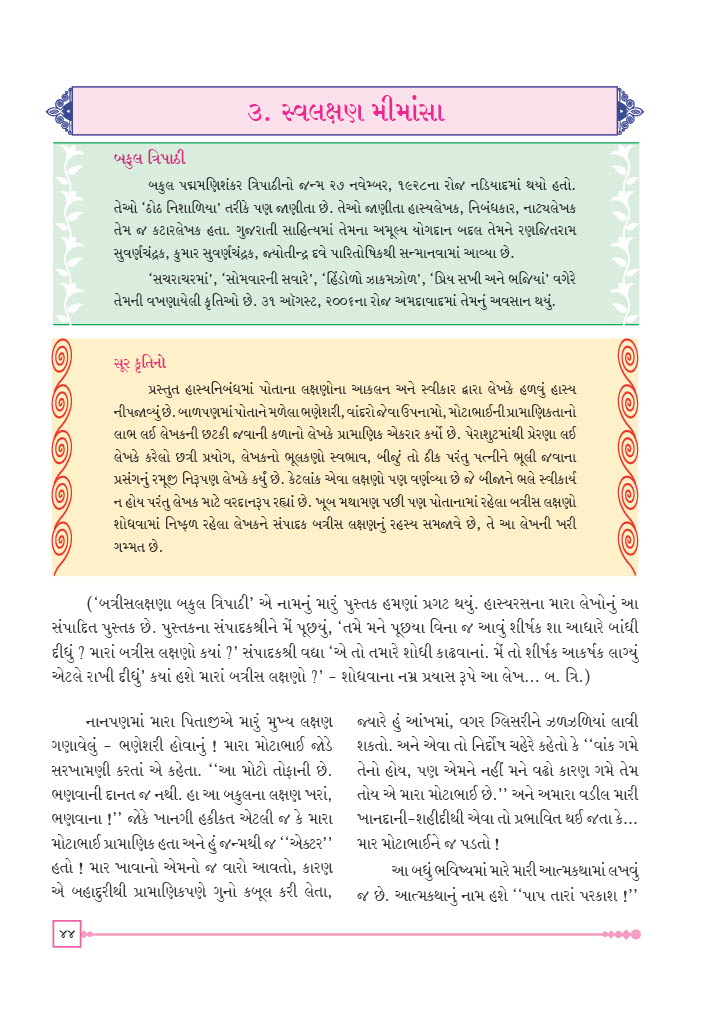 ૩. સ્વલક્ષણ મીમાંસા
બકુલ ત્રિપાઠી
બકુલ પદ્મમણિશંકર ત્રિપાઠીનો જન્મ ૨૭ નવેમ્બર, ૧૯૨૮ના રોજ નડિયાદમાં થયો હતો.
તેઓ ‘ઠોઠ નિશાળિયા’ તરીકે પણ જાણીતા છે. તેઓ જાણીતા હાસ્યલેખક, નિબંધકાર, નાટ્યલેખક
તેમ જ કટારલેખક હતા. ગુજરાતી સાહિત્યમાં તેમના અમૂલ્ય યોગદાન બદલ તેમને રણજિતરામ
સુવર્ણચંદ્રક, કુમાર સુવર્ણચંદ્રક, જ્યોતીન્દ્ર દવે પારિતોષિકથી સન્માનવામાં આવ્યા છે.
‘સચરાચરમાં’, ‘સોમવારની સવારે’, ‘હિંડોળો ઝાકમઝોળ’, ‘પ્રિય સખી અને ભજિયાં’ વગેરે
તેમની વખણાયેલી કૃતિઓ છે. ૩૧ ઑગસ્ટ, ૨૦૦૬ના રોજ અમદાવાદમાં તેમનું અવસાન થયું.
સૂર કૃતિનો
પ્રસ્તુત હાસ્યનિબંધમાં પોતાના લક્ષણોના આકલન અને સ્વીકાર દ્વારા લેખકે હળવું હાસ્ય
નીપજાવ્યું છે. બાળપણમાં પોતાને મળેલા ભણેશરી, વાંદરો જેવા ઉપનામો, મોટાભાઈની પ્રામાણિકતાનો
લાભ લઈ લેખકની છટકી જવાની કળાનો લેખકે પ્રામાણિક એકરાર કર્યો છે. પેરાશુટમાંથી પ્રેરણા લઈ
લેખકે કરેલો છત્રી પ્રયોગ, લેખકનો ભૂલકણો સ્વભાવ, બીજું તો ઠીક પરંતુ પત્નીને ભૂલી જવાના
પ્રસંગનું રમૂજી નિરૂપણ લેખકે કર્યું છે. કેટલાંક એવા લક્ષણો પણ વર્ણવ્યા છે જે બીજાને ભલે સ્વીકાર્ય
ન હોય પરંતુ લેખક માટે વરદાનરૂપ રહ્યાં છે. ખૂબ મથામણ પછી પણ પોતાનામાં રહેલા બત્રીસ લક્ષણો
શોધવામાં નિષ્ફળ રહેલા લેખકને સંપાદક બત્રીસ લક્ષણનું રહસ્ય સમજાવે છે, તે આ લેખની ખરી
ગમ્મત છે.
(‘બત્રીસલક્ષણા બકુલ ત્રિપાઠી’ એ નામનું મારું પુસ્તક હમણાં પ્રગટ થયું. હાસ્યરસના મારા લેખોનું આ
સંપાદિત પુસ્તક છે. પુસ્તકના સંપાદકશ્રીને મેં પૂછયું, ‘તમે મને પૂછયા વિના જ આવું શીર્ષક શા આધારે બાંધી
દીધું ? મારાં બત્રીસ લક્ષણો કયાં ?’ સંપાદકશ્રી વદ્યા ‘એ તો તમારે શોધી કાઢવાનાં. મેં તો શીર્ષક આકર્ષક લાગ્યું
એટલે રાખી દીધું’ કયાં હશે મારાં બત્રીસ લક્ષણો ?’ – શોધવાના નમ્ર પ્રયાસ રૂપે આ લેખ... બ. ત્રિ.)
નાનપણમાં મારા પિતાજીએ મારું મુખ્ય લક્ષણ
ગણાવેલું – ભણેશરી હોવાનું ! મારા મોટાભાઈ જોડે
સરખામણી કરતાં એ કહેતા. ‘‘આ મોટો તોફાની છે.
ભણવાની દાનત જ નથી. હા આ બકુલના લક્ષણ ખરાં,
ભણવાના !’’ જોકે ખાનગી હકીકત એટલી જ કે મારા
મોટાભાઈ પ્રામાણિક હતા અને હું જન્મથી જ ‘‘એક્ટર’’
હતો ! માર ખાવાનો એમનો જ વારો આવતો, કારણ
એ બહાદુરીથી પ્રામાણિકપણે ગુનો કબૂલ કરી લેતા,
જ્યારે હું આંખમાં, વગર ગ્લિસરીને ઝળઝળિયાં લાવી
શકતો. અને એવા તો નિર્દોષ ચહેરે કહેતો કે ‘‘વાંક ગમે
તેનો હોય, પણ એમને નહીં મને વઢો કારણ ગમે તેમ
તોય એ મારા મોટાભાઈ છે.’’ અને અમારા વડીલ મારી
ખાનદાની-શહીદીથી એવા તો પ્રભાવિત થઈ જતા કે...
માર મોટાભાઈને જ પડતો !
આ બધું ભવિષ્યમાં મારે મારી આત્મકથામાં લખવું
જ છે. આત્મકથાનું નામ હશે ‘‘પાપ તારાં પરકાશ !’’
૪૪